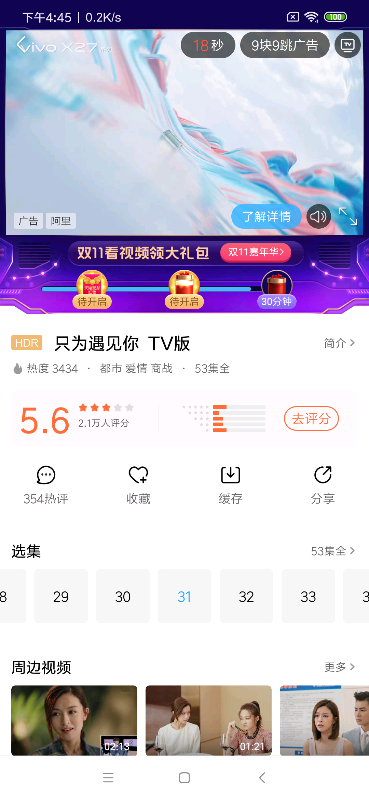 下午4:45 | 0.2K/s
100
vivo X27
18秒
9块9跳广告
TV
了解详情
广告
阿里
双11看视频领大礼包
双11嘉年华>
待开启
待开启
30分钟
HDR
只为遇见你 TV版
简介>
热度 3434 · 都市 爱情 商战 · 53集全
5.6
2.1万人评分
去评分
354热评
收藏
缓存
分享
选集
53集全>
8
29
30
31
32
33
3
周边视频
更多>
02:13
01:21